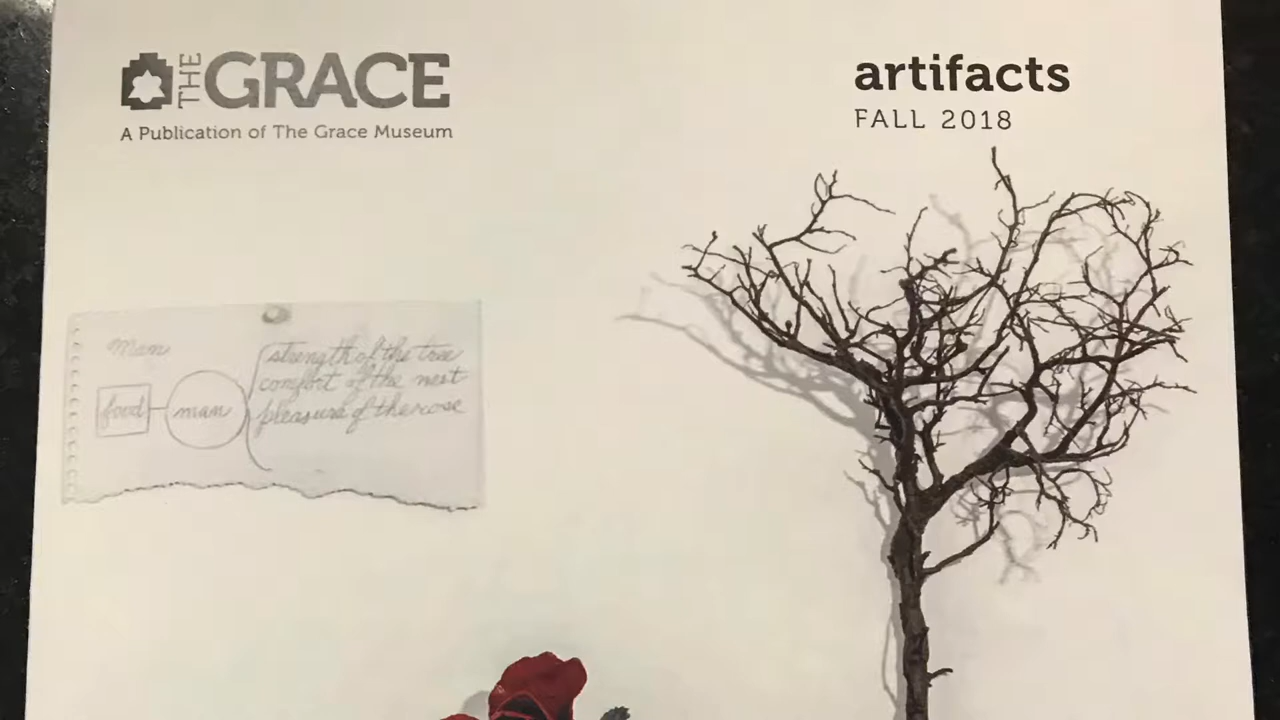 THE GRACE
A Publication of The Grace Museum
artifacts
FALL 2018
Man
food
man
strength of the tree
comfort of the nest
pleasure of the rose